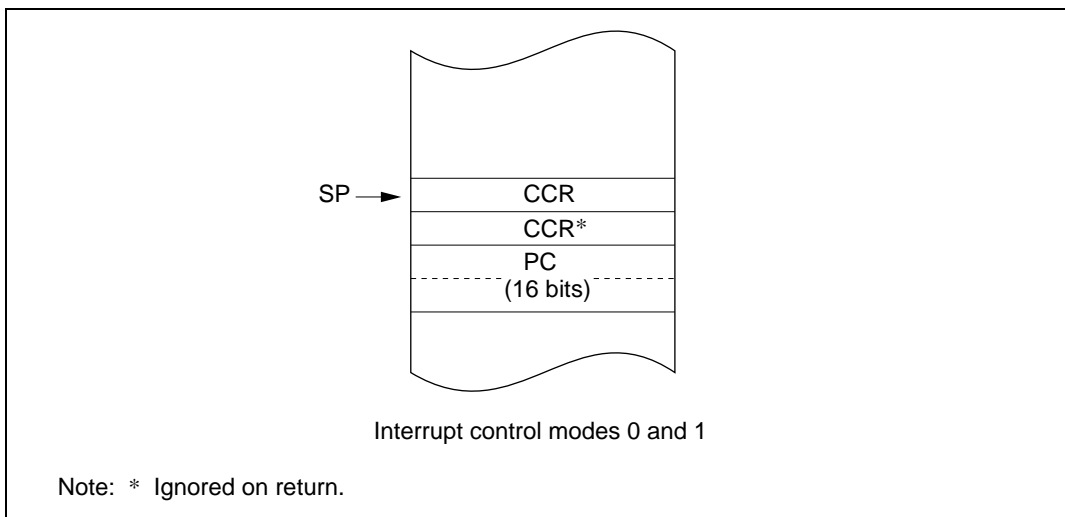 SP
CCR
CCR*
PC
(16 bits)
Interrupt control modes 0 and 1
Note: * Ignored on return.